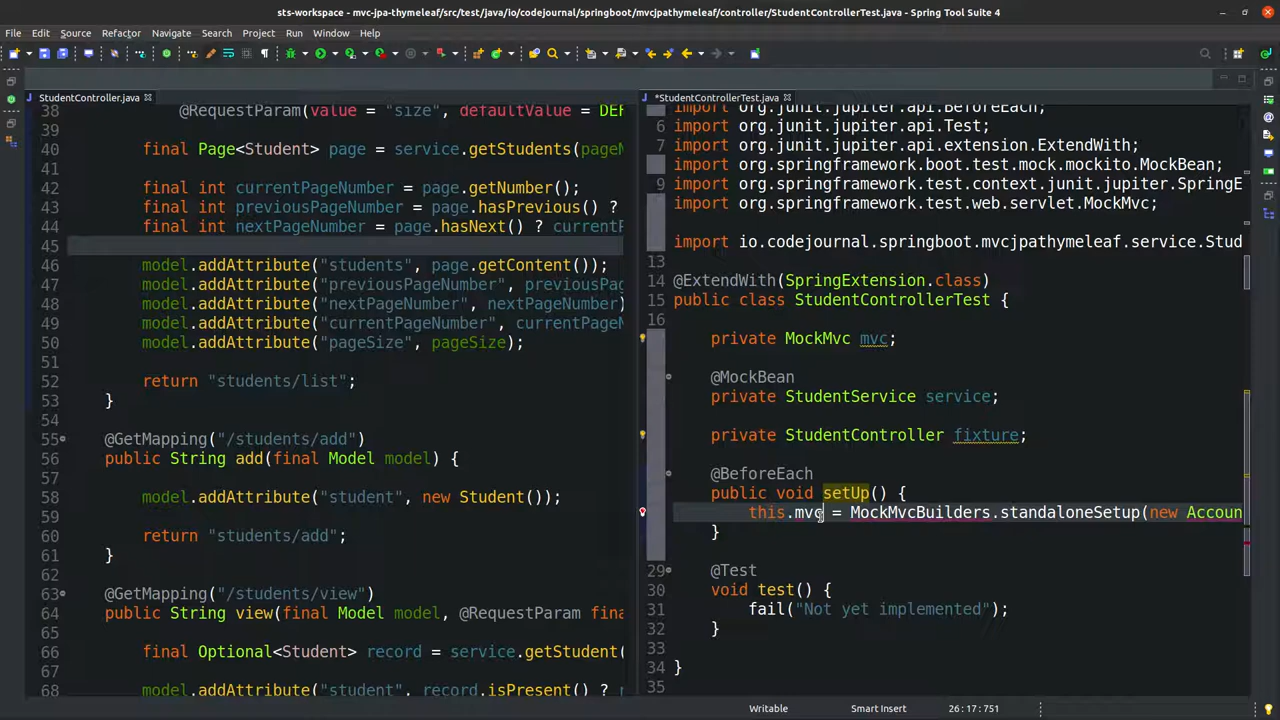 sts-workspace - mvc-jpa-thymeleaf/src/test/java/io/codejournal/springboot/mvcjpathymeleaf/controller/StudentControllerTest.java - Spring Tool Suite 4
File Edit Source Refactor Navigate Search Project Run Window Help
StudentController.java
38 @RequestParam(value = "size", defaultValue = DEF
39
40 final Page<Student> page = service.getStudents(pageN
41
42 final int currentPageNumber = page.getNumber();
43 final int previousPageNumber = page.hasPrevious() ?
44 final int nextPageNumber = page.hasNext() ? currentP
45
46 model.addAttribute("students", page.getContent());
47 model.addAttribute("previousPageNumber", previousPag
48 model.addAttribute("nextPageNumber", nextPageNumber)
49 model.addAttribute("currentPageNumber", currentPageN
50 model.addAttribute("pageSize", pageSize);
51
52 return "students/list";
53 }
54
55 @GetMapping("/students/add")
56 public String add(final Model model) {
57
58 model.addAttribute("student", new Student());
59
60 return "students/add";
61 }
62
63 @GetMapping("/students/view")
64 public String view(final Model model, @RequestParam fina
65
66 final Optional<Student> record = service.getStudent(
67
68 model.addAttribute("student", record.isPresent() ? r
*StudentControllerTest.java
import org.junit.jupiter.api.BeforeEach;
6 import org.junit.jupiter.api.Test;
7 import org.junit.jupiter.api.extension.ExtendWith;
import org.springframework.boot.test.mock.mockito.MockBean;
9 import org.springframework.test.context.junit.jupiter.SpringE
import org.springframework.test.web.servlet.MockMvc;
import io.codejournal.springboot.mvcjpathymeleaf.service.Stud
13
14 @ExtendWith(SpringExtension.class)
15 public class StudentControllerTest {
16
private MockMvc mvc;
@MockBean
private StudentService service;
private StudentController fixture;
@BeforeEach
public void setUp() {
this.mvc = MockMvcBuilders.standaloneSetup(new Accoun
}
29 @Test
30 void test() {
31 fail("Not yet implemented");
32 }
33
34 }
35
Writable Smart Insert 26 : 17 : 751